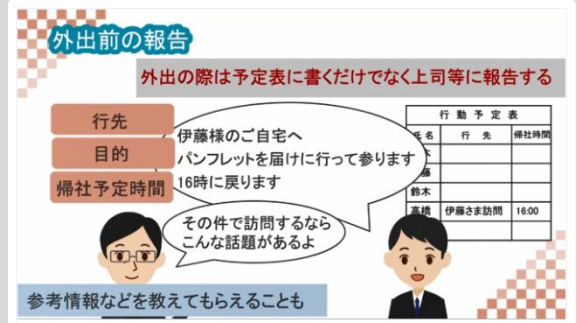 外出前の報告
外出の際は予定表に書くだけでなく上司等に報告する
行先
目的
帰社予定時間
伊藤様のご自宅へ
パンフレットを届けに行って参ります
16時に戻ります
その件で訪問するなら
こんな話題があるよ
行動予定表
氏名 行先 帰社時間
鈴木
高橋 伊藤さま訪問 16:00
参考情報などを教えてもらえることも